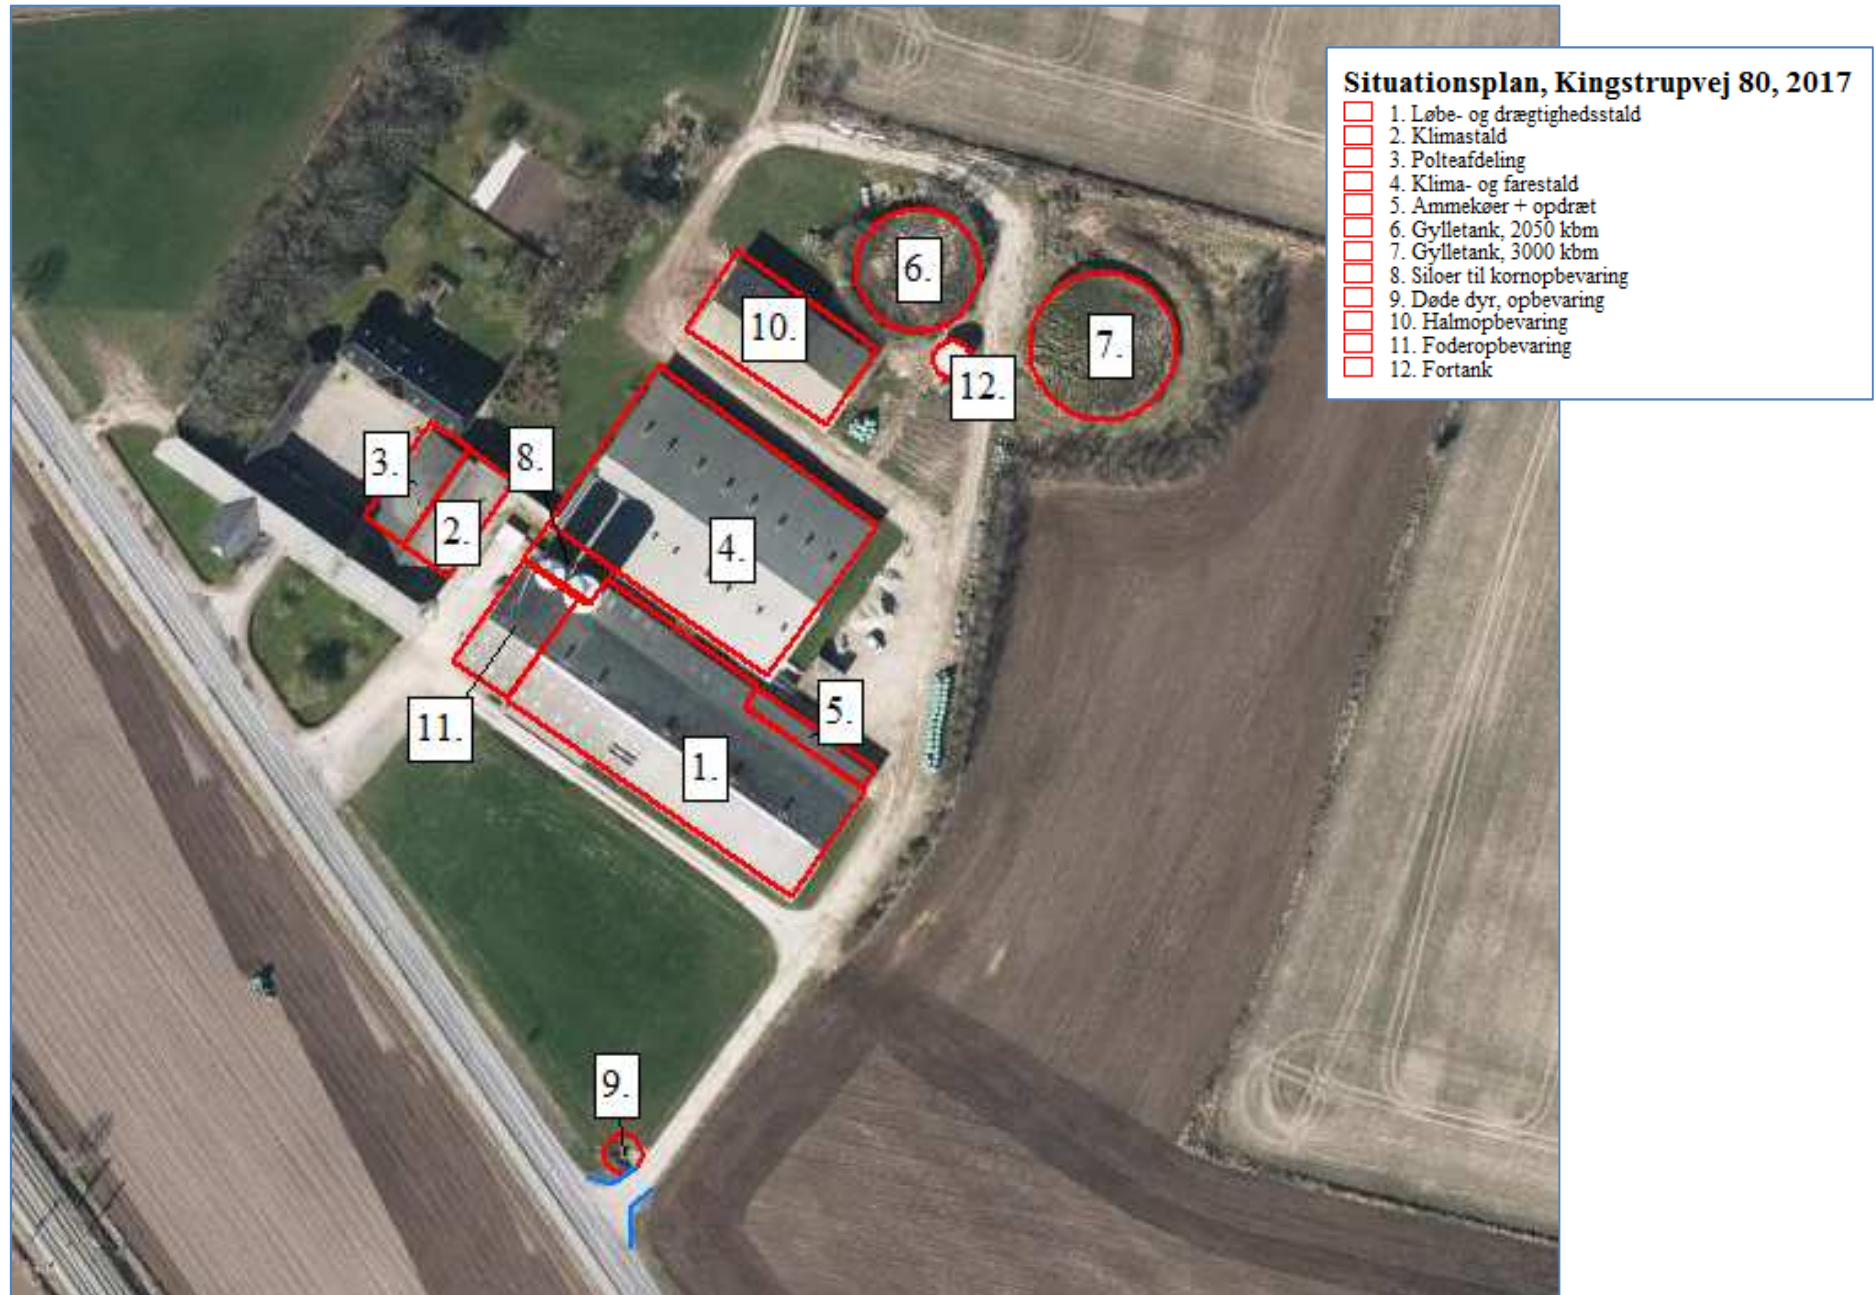 Situationsplan, Kingstrupvej 80, 2017
1. Løbe- og drægtighedsstald
2. Klimastald
3. Polteafdeling
4. Klima- og farestald
5. Ammekøer + opdræt
6. Gylletank, 2050 kbm
7. Gylletank, 3000 kbm
8. Siloer til kornopbevaring
9. Døde dyr, opbevaring
10. Halmopbevaring
11. Foderopbevaring
12. Fortank
6.
10.
7.
12.
8.
3.
2.
4.
5.
11.
1.
9.